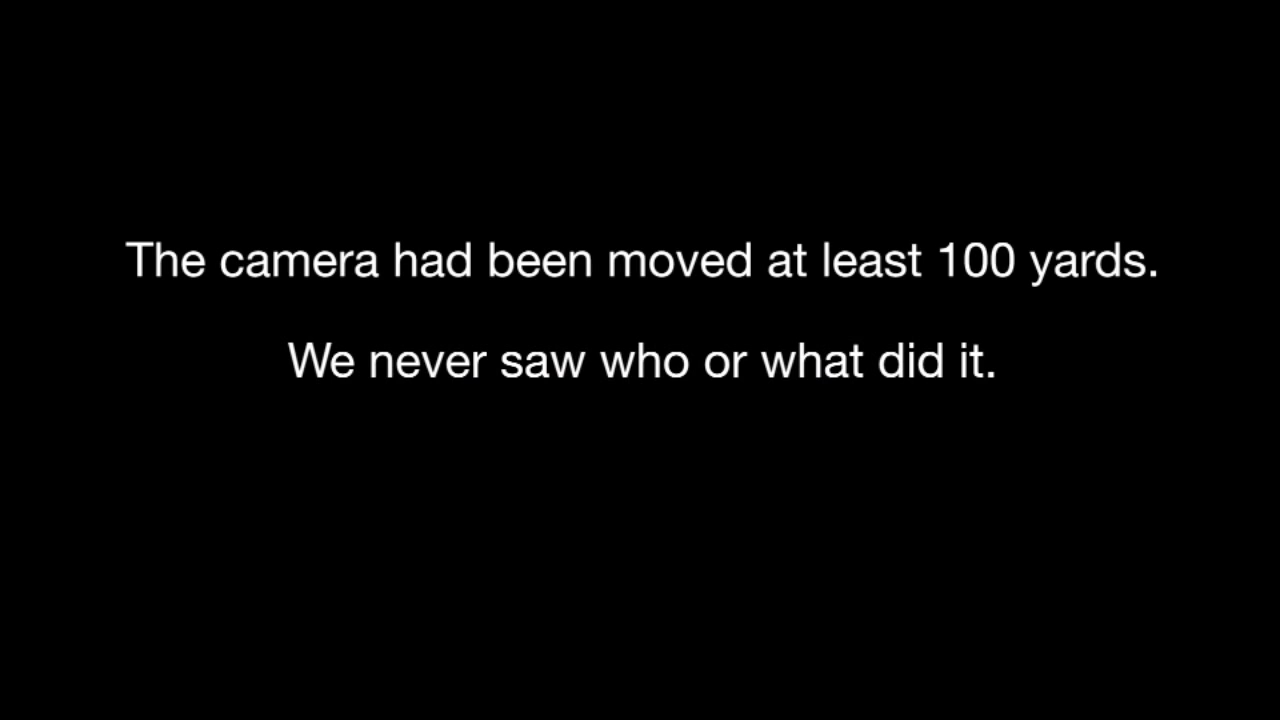 The camera had been moved at least 100 yards.
We never saw who or what did it.